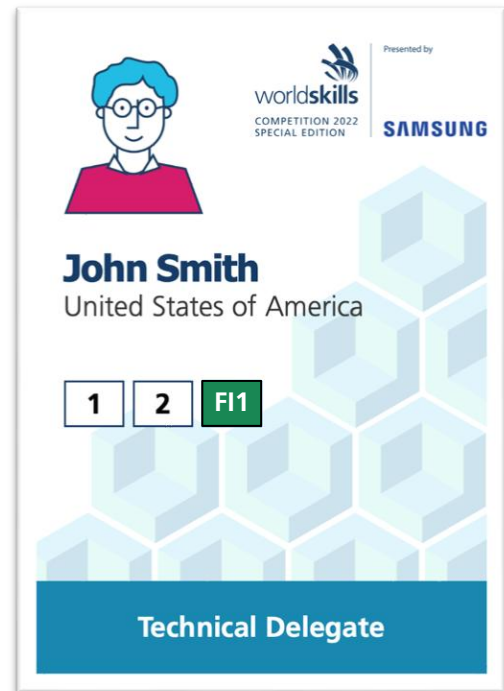 worldskills
COMPETITION 2022
SPECIAL EDITION
Presented by
SAMSUNG
John Smith
United States of America
1 2 FI1
Technical Delegate